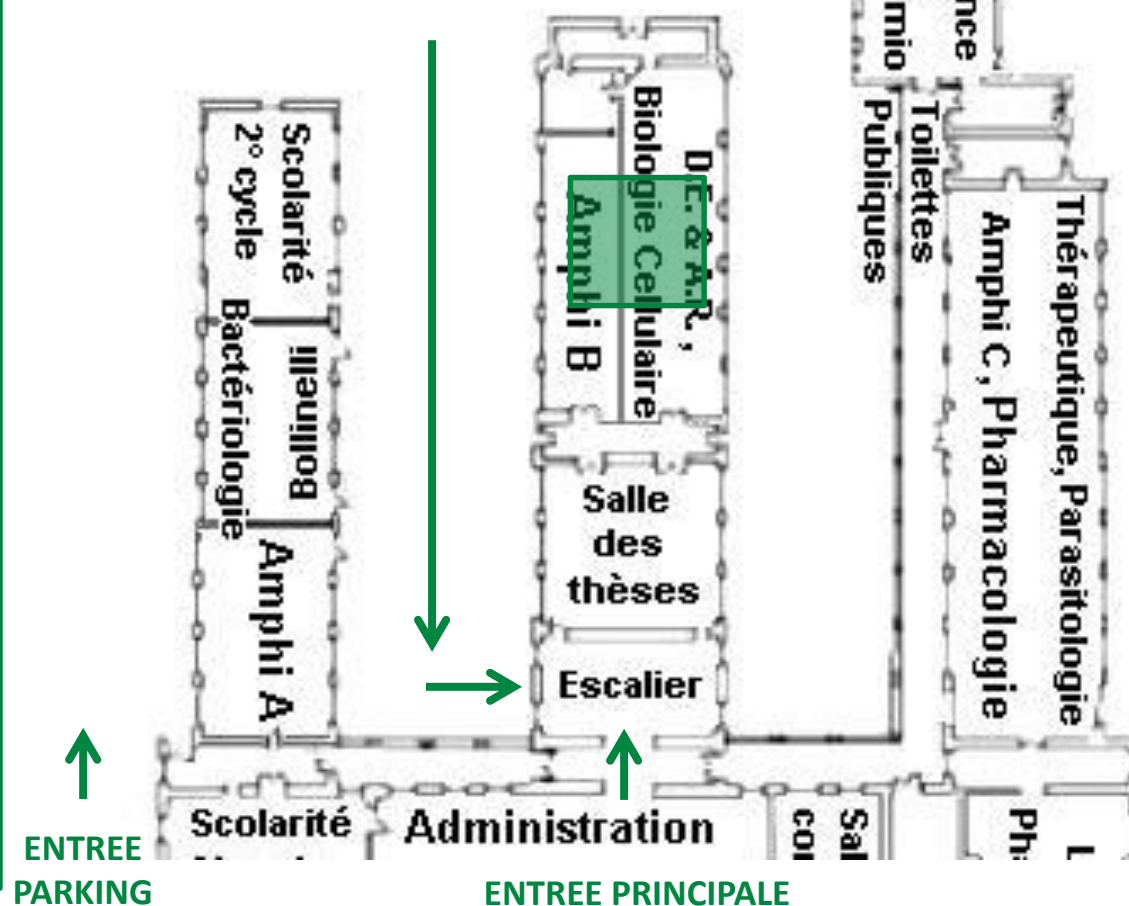 Scolarité
2° cycle
Bollinelli
Bactériologie
Amphi A
Biologie Cellulaire
D.E. & A.R.,
Amphi B
Salle
des
thèses
Escalier
Toilettes
Publiques
Thérapeutique, Parasitologie
Amphi C, Pharmacologie
Scolarité
Administration
ENTREE
PARKING
ENTREE PRINCIPALE